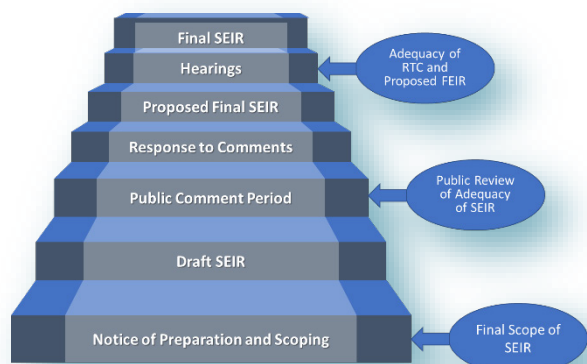 Final SEIR
Hearings
Adequacy of
RTC and
Proposed FEIR
Proposed Final SEIR
Response to Comments
Public Comment Period
Public Review
of Adequacy
of SEIR
Draft SEIR
Notice of Preparation and Scoping
Final Scope of
SEIR